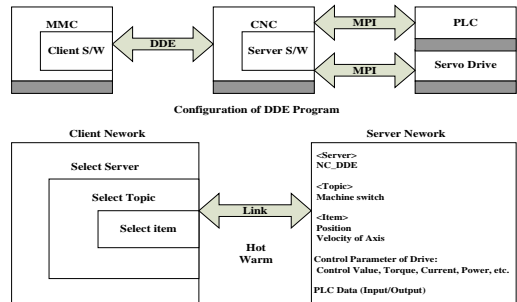 MMC
Client S/W
DDE
CNC
Server S/W
MPI
MPI
PLC
Servo Drive
Configuration of DDE Program
Client Nework
Server Nework
Select Server
Select Topic
Select item
Link
Hot
Warm
<Server>
NC_DDE
<Topic>
Machine switch
<Item>
Position
Velocity of Axis
Control Parameter of Drive:
Control Value, Torque, Current, Power, etc.
PLC Data (Input/Output)